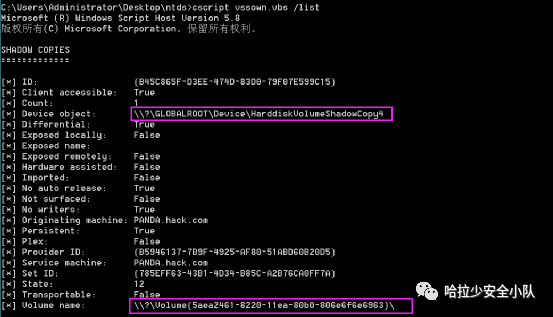 C:\Users\Administrator\Desktop\ntds>cscript vssown.vbs /list
Microsoft (R) Windows Script Host Version 5.8
版权所有(C) Microsoft Corporation. 保留所有权利。
SHADOW COPIES
=============
[*] ID: {B45C865F-D3EE-474D-83D0-79F07E599C15}
[*] Client accessible: True
[*] Count: 1
[*] Device object: \\?\GLOBALROOT\Device\HarddiskVolumeShadowCopy4
[*] Differential: True
[*] Exposed locally: False
[*] Exposed name:
[*] Exposed remotely: False
[*] Hardware assisted: False
[*] Imported: False
[*] No auto release: True
[*] Not surfaced: False
[*] No writers: True
[*] Originating machine: PANDA.hack.com
[*] Persistent: True
[*] Plex: False
[*] Provider ID: {B5946137-7B9F-4925-AF80-51ABD60B20D5}
[*] Service machine: PANDA.hack.com
[*] Set ID: {785EFF63-43B1-4D34-B85C-A2B76CA0FF7A}
[*] State: 12
[*] Transportable: False
[*] Volume name: \\?\Volume{5aea2461-8220-11ea-80b0-806e6f6e6963}\
哈拉少安全小队